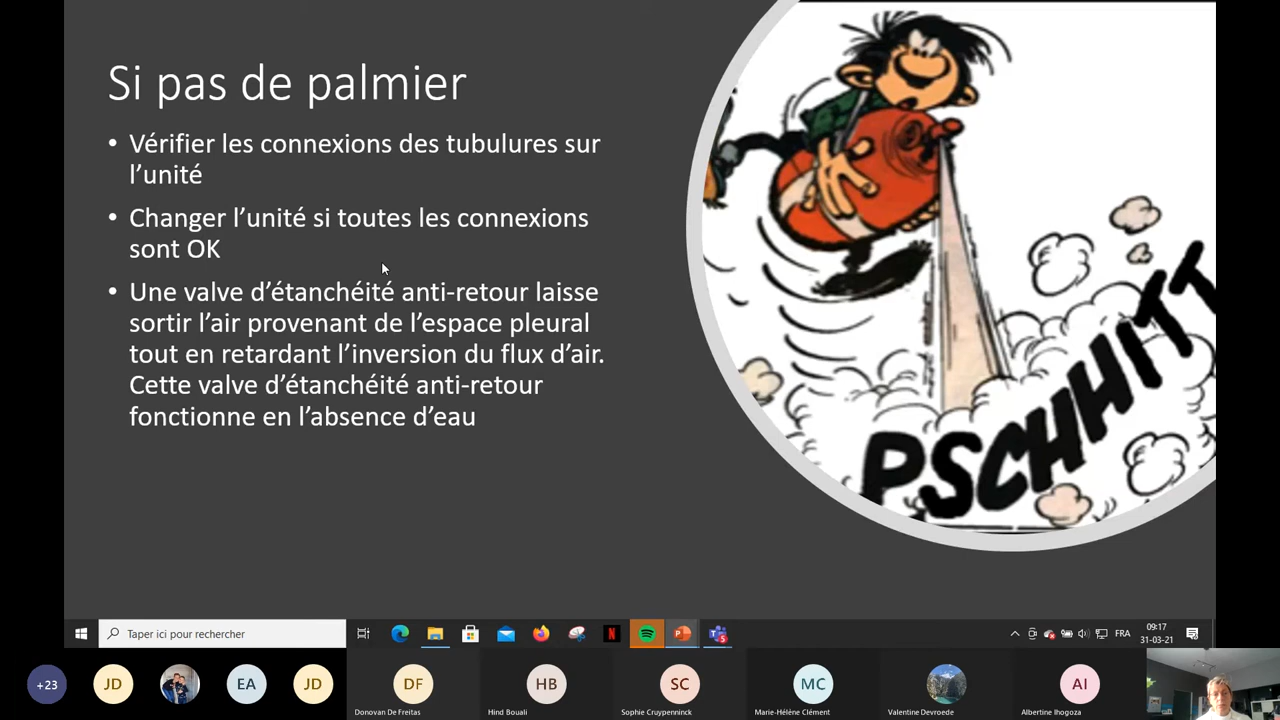 Si pas de palmier
• Vérifier les connexions des tubulures sur
l’unité
• Changer l’unité si toutes les connexions
sont OK
• Une valve d’étanchéité anti-retour laisse
sortir l’air provenant de l’espace pleural
tout en retardant l’inversion du flux d’air.
Cette valve d’étanchéité anti-retour
fonctionne en l’absence d’eau
PSCHHITT
Taper ici pour rechercher
N
P
FRA
09:17
31-03-21
+23
JD
EA
JD
DF
HB
SC
MC
AI
Donovan De Freitas
Hind Bouali
Sophie Cruypenninck
Marie-Hélène Clément
Valentine Devroede
Albertine Ihogoza